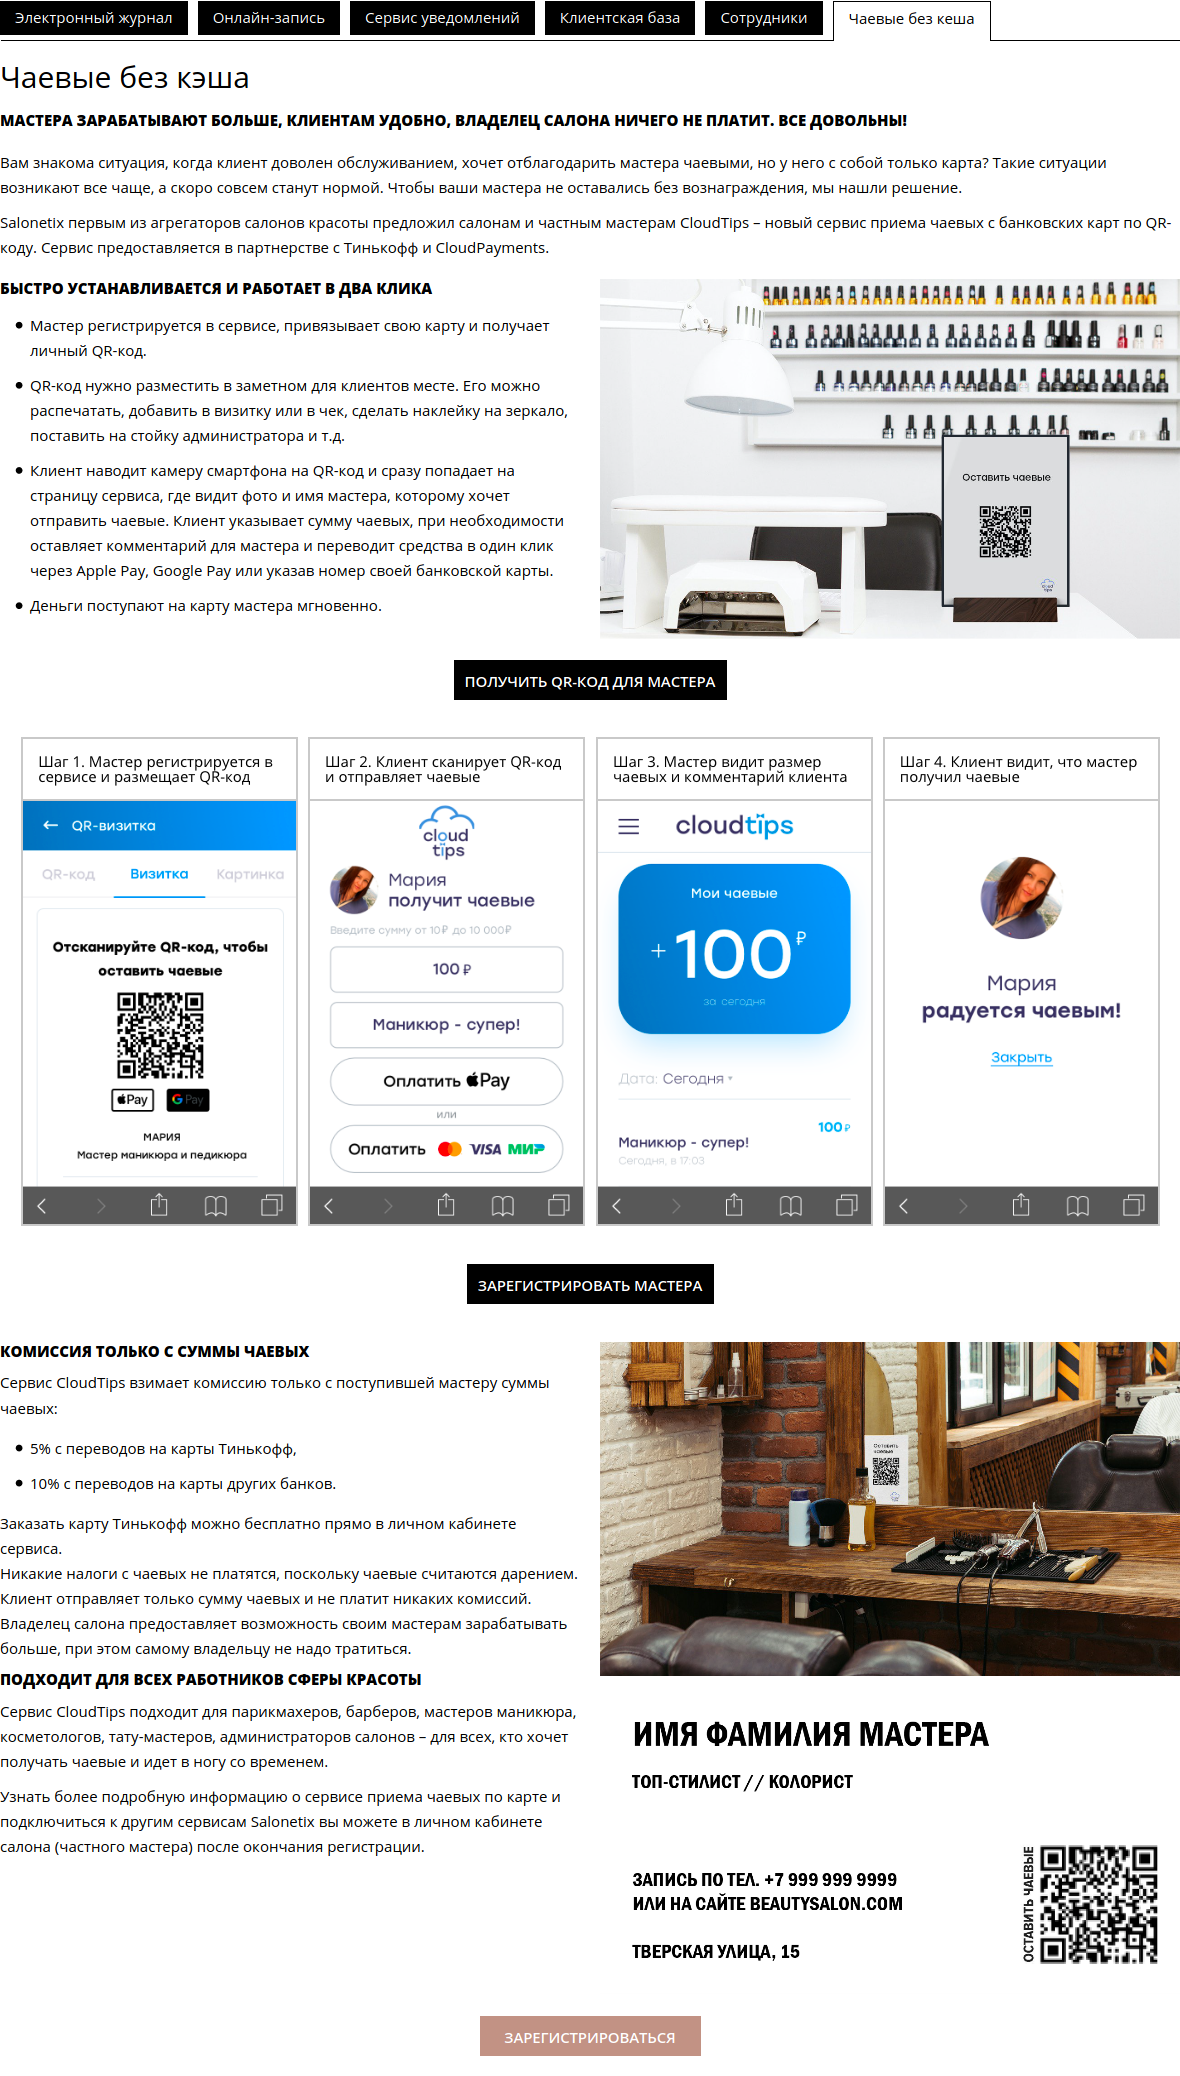 Электронный журнал
Онлайн-запись
Сервис уведомлений
Клиентская база
Сотрудники
Чаевые без кеша
Чаевые без кэша
МАСТЕРА ЗАРАБАТЫВАЮТ БОЛЬШЕ, КЛИЕНТАМ УДОБНО, ВЛАДЕЛЕЦ САЛОНА НИЧЕГО НЕ ПЛАТИТ. ВСЕ ДОВОЛЬНЫ!
Вам знакома ситуация, когда клиент доволен обслуживанием, хочет отблагодарить мастера чаевыми, но у него с собой только карта? Такие ситуации
возникают все чаще, а скоро совсем станут нормой. Чтобы ваши мастера не оставались без вознаграждения, мы нашли решение.
Salonetix первым из агрегаторов салонов красоты предложил салонам и частным мастерам CloudTips – новый сервис приема чаевых с банковских карт по QR-
коду. Сервис предоставляется в партнерстве с Тинькофф и CloudPayments.
БЫСТРО УСТАНАВЛИВАЕТСЯ И РАБОТАЕТ В ДВА КЛИКА
Мастер регистрируется в сервисе, привязывает свою карту и получает
личный QR-код.
QR-код нужно разместить в заметном для клиентов месте. Его можно
распечатать, добавить в визитку или в чек, сделать наклейку на зеркало,
поставить на стойку администратора и т.д.
Клиент наводит камеру смартфона на QR-код и сразу попадает на
страницу сервиса, где видит фото и имя мастера, которому хочет
отправить чаевые. Клиент указывает сумму чаевых, при необходимости
оставляет комментарий для мастера и переводит средства в один клик
через Apple Pay, Google Pay или указав номер своей банковской карты.
Деньги поступают на карту мастера мгновенно.
Оставить чаевые
cloud
tips
ПОЛУЧИТЬ QR-КОД ДЛЯ МАСТЕРА
Шаг 1. Мастер регистрируется в
сервисе и размещает QR-код
QR-визитка
QR-код
Визитка
Картинка
Отсканируйте QR-код, чтобы
оставить чаевые
Pay
G Pay
МАРИЯ
Мастер маникюра и педикюра
Шаг 2. Клиент сканирует QR-код
и отправляет чаевые
cloud
tips
Мария
получит чаевые
Введите сумму от 10₽ до 10 000₽
100 ₽
Маникюр - супер!
Оплатить Pay
или
Оплатить VISA МИР
Шаг 3. Мастер видит размер
чаевых и комментарий клиента
cloudtips
Мои чаевые
+100 ₽
за сегодня
Дата: Сегодня
100 ₽
Маникюр - супер!
Сегодня, в 17:03
Шаг 4. Клиент видит, что мастер
получил чаевые
Мария
радуется чаевым!
Закрыть
ЗАРЕГИСТРИРОВАТЬ МАСТЕРА
КОМИССИЯ ТОЛЬКО С СУММЫ ЧАЕВЫХ
Сервис CloudTips взимает комиссию только с поступившей мастеру суммы
чаевых:
5% с переводов на карты Тинькофф,
10% с переводов на карты других банков.
Заказать карту Тинькофф можно бесплатно прямо в личном кабинете
сервиса.
Никакие налоги с чаевых не платятся, поскольку чаевые считаются дарением.
Клиент отправляет только сумму чаевых и не платит никаких комиссий.
Владелец салона предоставляет возможность своим мастерам зарабатывать
больше, при этом самому владельцу не надо тратиться.
Оставить
чаевые
ПОДХОДИТ ДЛЯ ВСЕХ РАБОТНИКОВ СФЕРЫ КРАСОТЫ
Сервис CloudTips подходит для парикмахеров, барберов, мастеров маникюра,
косметологов, тату-мастеров, администраторов салонов – для всех, кто хочет
получать чаевые и идет в ногу со временем.
Узнать более подробную информацию о сервисе приема чаевых по карте и
подключиться к другим сервисам Salonetix вы можете в личном кабинете
салона (частного мастера) после окончания регистрации.
ИМЯ ФАМИЛИЯ МАСТЕРА
ТОП-СТИЛИСТ // КОЛОРИСТ
ЗАПИСЬ ПО ТЕЛ. +7 999 999 9999
ИЛИ НА САЙТЕ BEAUTYSALON.COM
ТВЕРСКАЯ УЛИЦА, 15
ОСТАВИТЬ ЧАЕВЫЕ
ЗАРЕГИСТРИРОВАТЬСЯ